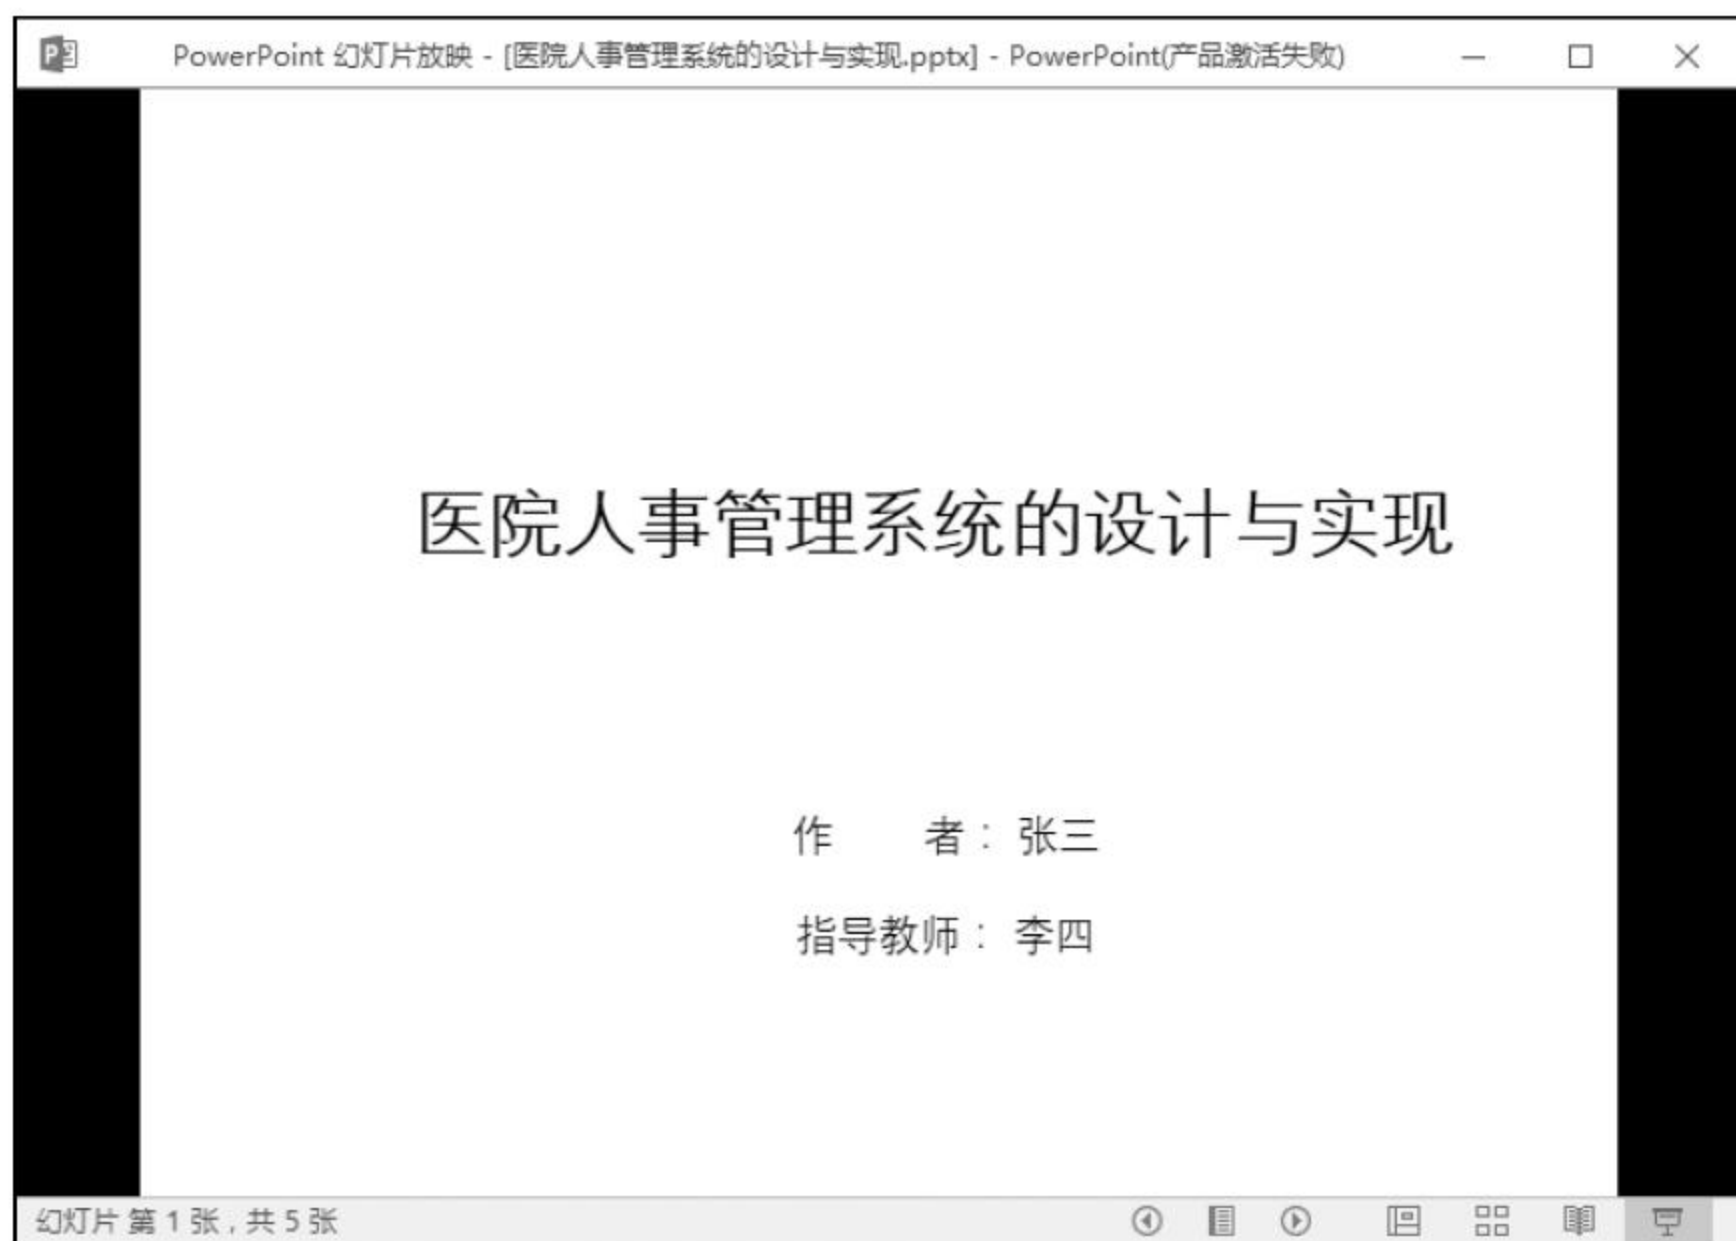 PowerPoint 幻灯片放映 - [医院人事管理系统的设计与实现.pptx] - PowerPoint(产品激活失败)
医院人事管理系统的设计与实现
作　　者：张三
指导教师：李四
幻灯片 第 1 张，共 5 张